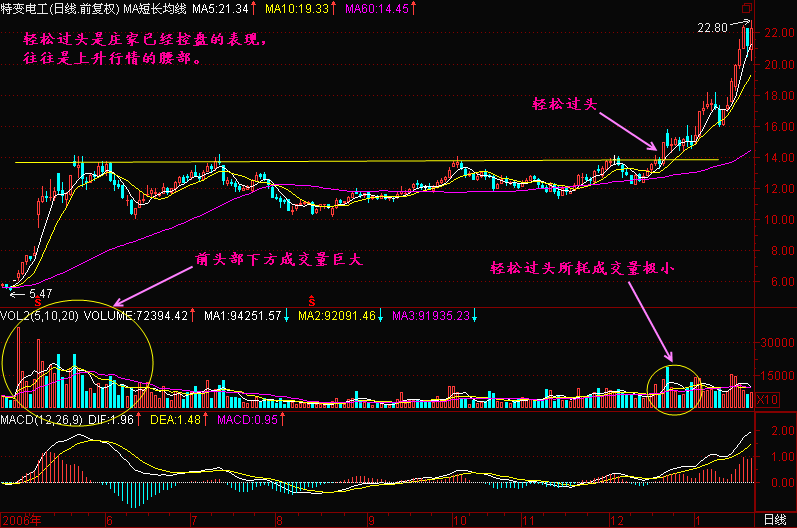 特变电工(日线.前复权) MA短长均线 MA5:21.34↑ MA10:19.33↑ MA60:14.45↑
轻松过头是庄家已经控盘的表现，
往往是上升行情的腰部。
22.80
22.00
20.00
18.00
轻松过头
16.00
14.00
12.00
10.00
前头部下方成交量巨大
8.00
轻松过头所耗成交量极小
6.00
5.47
S
S
VOL2(5,10,20) VOLUME:72394.42↑ MA1:94251.57↓ MA2:92091.46↓ MA3:91935.23↓
30000
15000
X10
MACD(12,26,9) DIF:1.96↑ DEA:1.48↑ MACD:0.95↑
2.00
1.00
0.00
2006年 6 7 8 9 10 11 12 1 日线